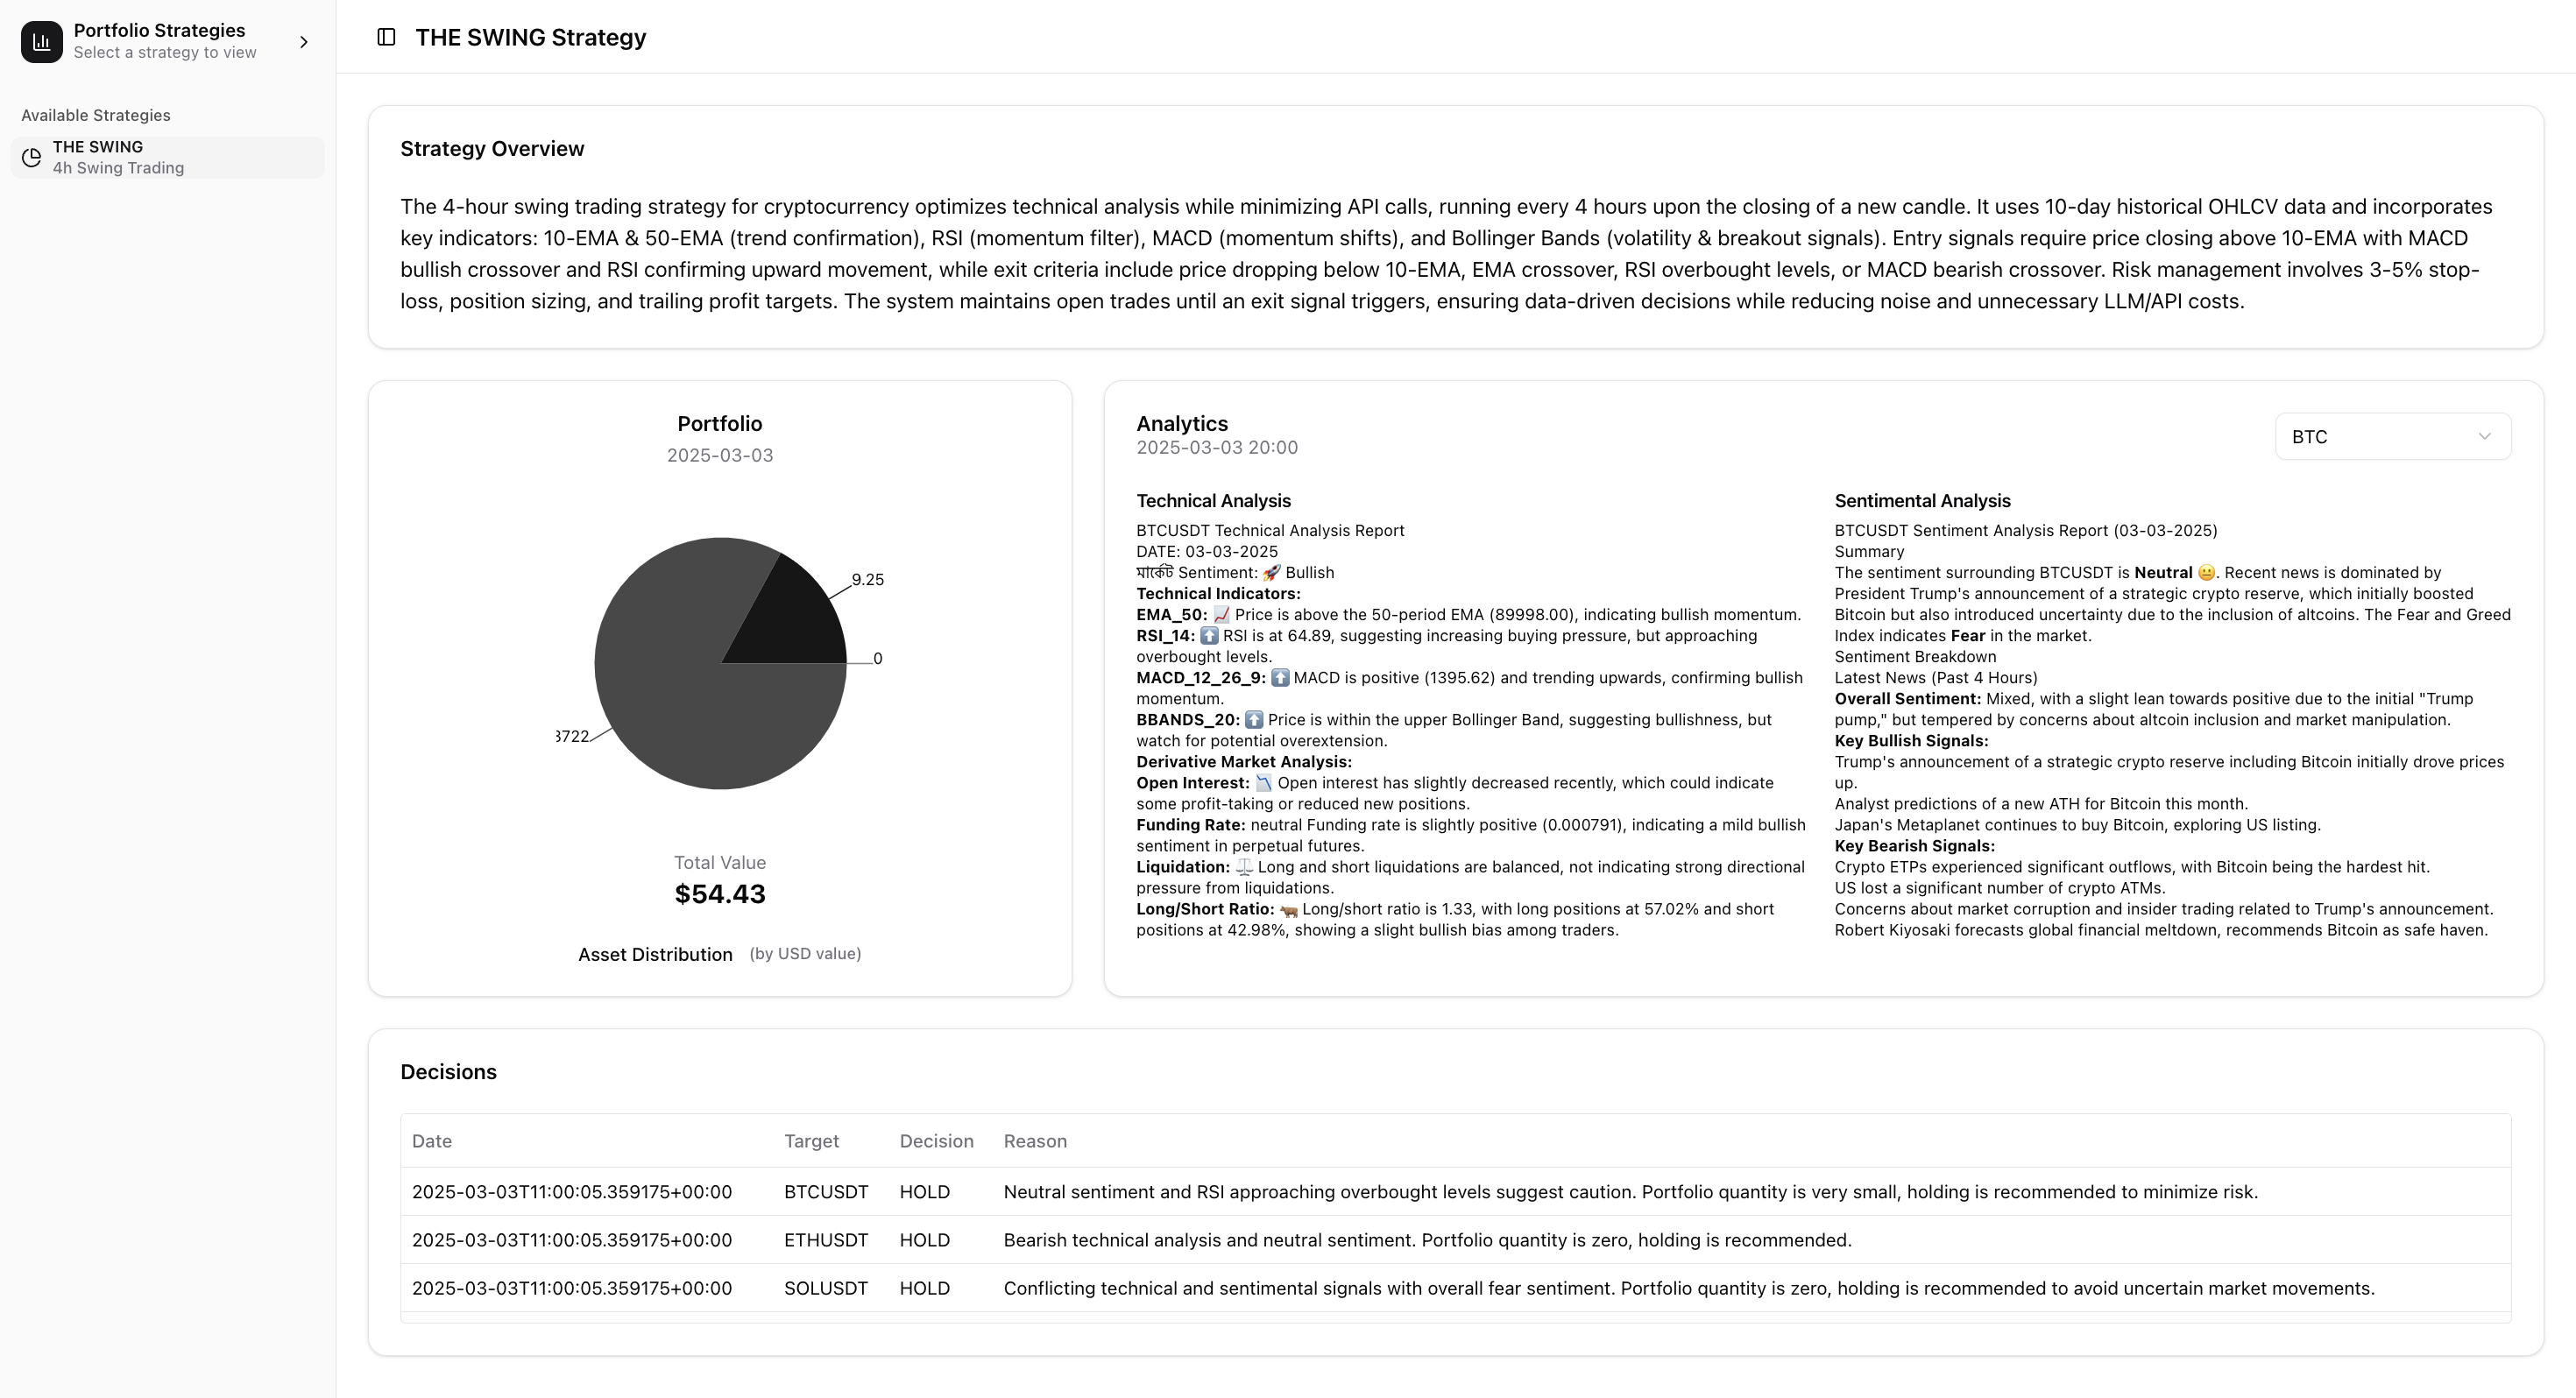 Portfolio Strategies
Select a strategy to view
Available Strategies
THE SWING
4h Swing Trading
THE SWING Strategy
Strategy Overview
The 4-hour swing trading strategy for cryptocurrency optimizes technical analysis while minimizing API calls, running every 4 hours upon the closing of a new candle. It uses 10-day historical OHLCV data and incorporates
key indicators: 10-EMA & 50-EMA (trend confirmation), RSI (momentum filter), MACD (momentum shifts), and Bollinger Bands (volatility & breakout signals). Entry signals require price closing above 10-EMA with MACD
bullish crossover and RSI confirming upward movement, while exit criteria include price dropping below 10-EMA, EMA crossover, RSI overbought levels, or MACD bearish crossover. Risk management involves 3-5% stop-
loss, position sizing, and trailing profit targets. The system maintains open trades until an exit signal triggers, ensuring data-driven decisions while reducing noise and unnecessary LLM/API costs.
Portfolio
2025-03-03
9.25
0
3722
Total Value
$54.43
Asset Distribution (by USD value)
Analytics
2025-03-03 20:00
BTC
Technical Analysis
BTCUSDT Technical Analysis Report
DATE: 03-03-2025
মার্কেট Sentiment: 🚀 Bullish
Technical Indicators:
EMA_50: 📈 Price is above the 50-period EMA (89998.00), indicating bullish momentum.
RSI_14: ⬆️ RSI is at 64.89, suggesting increasing buying pressure, but approaching
overbought levels.
MACD_12_26_9: ⬆️ MACD is positive (1395.62) and trending upwards, confirming bullish
momentum.
BBANDS_20: ⬆️ Price is within the upper Bollinger Band, suggesting bullishness, but
watch for potential overextension.
Derivative Market Analysis:
Open Interest: 📉 Open interest has slightly decreased recently, which could indicate
some profit-taking or reduced new positions.
Funding Rate: neutral Funding rate is slightly positive (0.000791), indicating a mild bullish
sentiment in perpetual futures.
Liquidation: ⚖️ Long and short liquidations are balanced, not indicating strong directional
pressure from liquidations.
Long/Short Ratio: 🐂 Long/short ratio is 1.33, with long positions at 57.02% and short
positions at 42.98%, showing a slight bullish bias among traders.
Sentimental Analysis
BTCUSDT Sentiment Analysis Report (03-03-2025)
Summary
The sentiment surrounding BTCUSDT is Neutral 😐. Recent news is dominated by
President Trump's announcement of a strategic crypto reserve, which initially boosted
Bitcoin but also introduced uncertainty due to the inclusion of altcoins. The Fear and Greed
Index indicates Fear in the market.
Sentiment Breakdown
Latest News (Past 4 Hours)
Overall Sentiment: Mixed, with a slight lean towards positive due to the initial "Trump
pump," but tempered by concerns about altcoin inclusion and market manipulation.
Key Bullish Signals:
Trump's announcement of a strategic crypto reserve including Bitcoin initially drove prices
up.
Analyst predictions of a new ATH for Bitcoin this month.
Japan's Metaplanet continues to buy Bitcoin, exploring US listing.
Key Bearish Signals:
Crypto ETPs experienced significant outflows, with Bitcoin being the hardest hit.
US lost a significant number of crypto ATMs.
Concerns about market corruption and insider trading related to Trump's announcement.
Robert Kiyosaki forecasts global financial meltdown, recommends Bitcoin as safe haven.
Decisions
Date Target Decision Reason
2025-03-03T11:00:05.359175+00:00 BTCUSDT HOLD Neutral sentiment and RSI approaching overbought levels suggest caution. Portfolio quantity is very small, holding is recommended to minimize risk.
2025-03-03T11:00:05.359175+00:00 ETHUSDT HOLD Bearish technical analysis and neutral sentiment. Portfolio quantity is zero, holding is recommended.
2025-03-03T11:00:05.359175+00:00 SOLUSDT HOLD Conflicting technical and sentimental signals with overall fear sentiment. Portfolio quantity is zero, holding is recommended to avoid uncertain market movements.